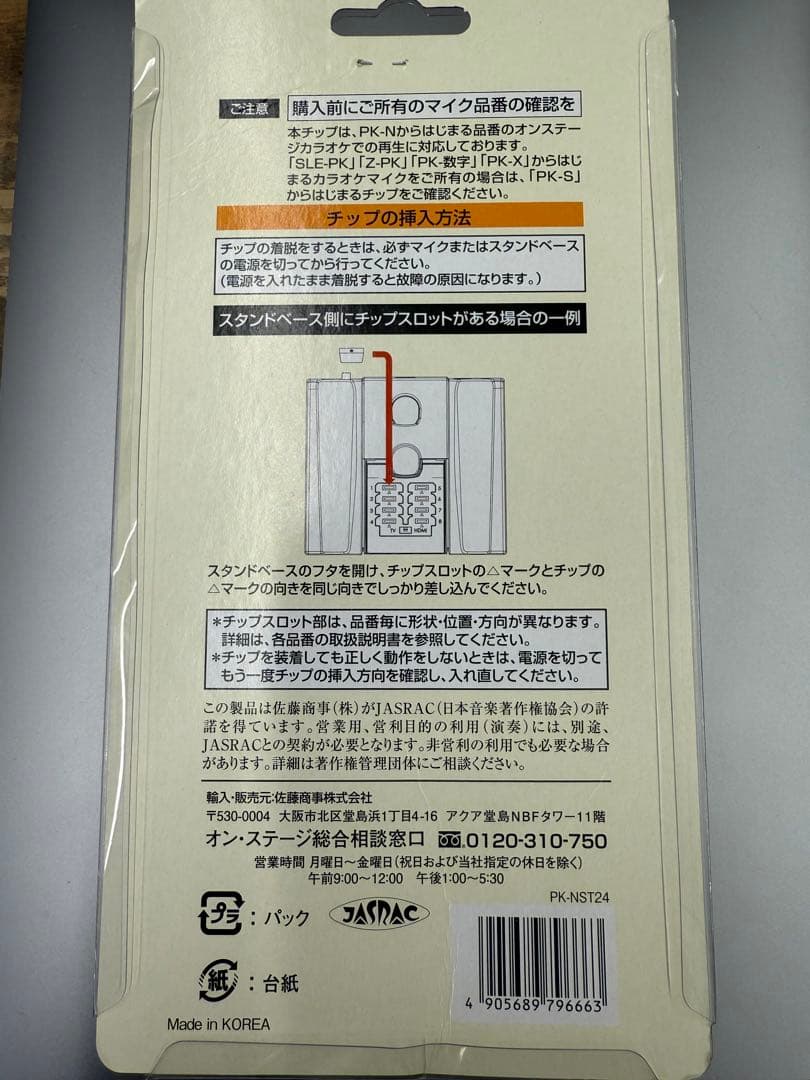 ご注意 購入前にご所有のマイク品番の確認を
本チップは、PK-Nからはじまる品番のオンステー
ジカラオケでの再生に対応しております。
「SLE-PK」「Z-PK」「PK-数字」「PK-X」からはじ
まるカラオケマイクをご所有の場合は、「PK-S」
からはじまるチップをご確認ください。
チップの挿入方法
チップの着脱をするときは、必ずマイクまたはスタンドベース
の電源を切ってから行ってください。
(電源を入れたまま着脱すると故障の原因になります。)
スタンドベース側にチップスロットがある場合の一例
1 5
2 6
3 7
4 8
TV HDMI
スタンドベースのフタを開け、チップスロットの△マークとチップの
△マークの向きを同じ向きでしっかり差し込んでください。
*チップスロット部は、品番毎に形状・位置・方向が異なります。
詳細は、各品番の取扱説明書を参照してください。
*チップを装着しても正しく動作をしないときは、電源を切って
もう一度チップの挿入方向を確認し、入れ直してください。
この製品は佐藤商事(株)がJASRAC(日本音楽著作権協会)の許
諾を得ています。営業用、営利目的の利用(演奏)には、別途、
JASRACとの契約が必要となります。非営利の利用でも必要な場合
があります。詳細は著作権管理団体にご相談ください。
輸入・販売元:佐藤商事株式会社
〒530-0004 大阪市北区堂島浜1丁目4-16 アクア堂島NBFタワー11階
オン・ステージ総合相談窓口 0120-310-750
営業時間 月曜日〜金曜日(祝日および当社指定の休日を除く)
午前9:00〜12:00 午後1:00〜5:30
PK-NST24
プラ : パック
JASRAC
紙 : 台紙
4 905689 796663
Made in KOREA